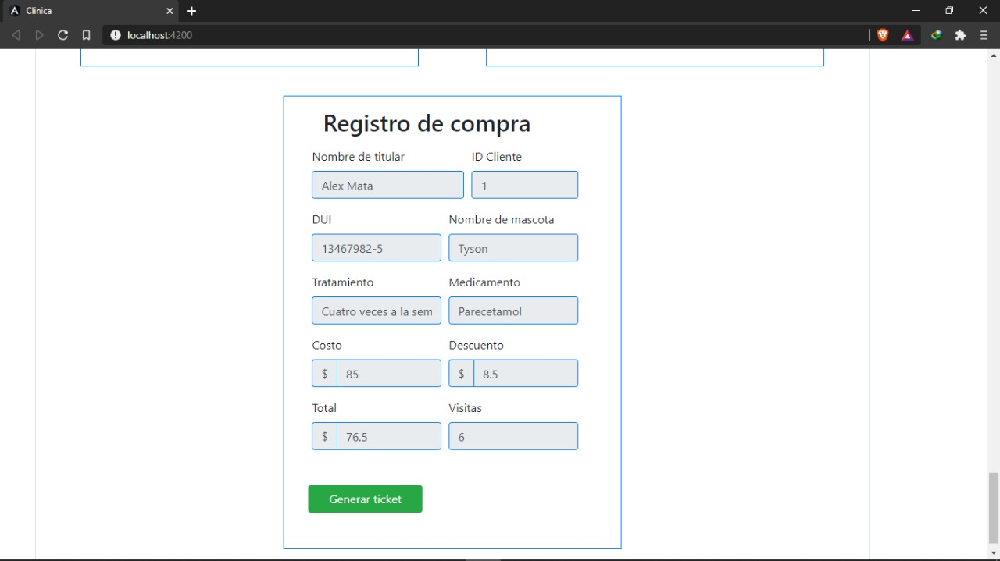 Clinica
localhost:4200
Registro de compra
Nombre de titular ID Cliente
Alex Mata 1
DUI Nombre de mascota
13467982-5 Tyson
Tratamiento Medicamento
Cuatro veces a la sem Parecetamol
Costo Descuento
$ 85 $ 8.5
Total Visitas
$ 76.5 6
Generar ticket